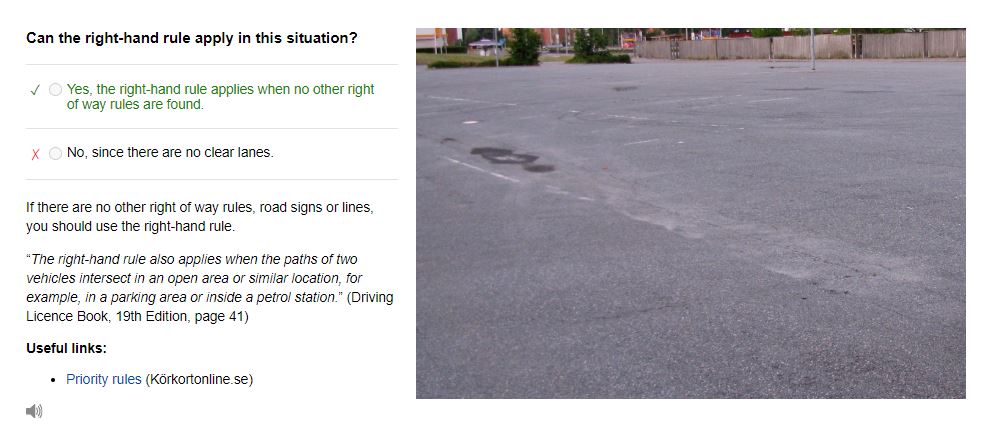 Can the right-hand rule apply in this situation?
✓ Yes, the right-hand rule applies when no other right
of way rules are found.
X No, since there are no clear lanes.
If there are no other right of way rules, road signs or lines,
you should use the right-hand rule.
“The right-hand rule also applies when the paths of two
vehicles intersect in an open area or similar location, for
example, in a parking area or inside a petrol station.” (Driving
Licence Book, 19th Edition, page 41)
Useful links:
• Priority rules (Körkortonline.se)